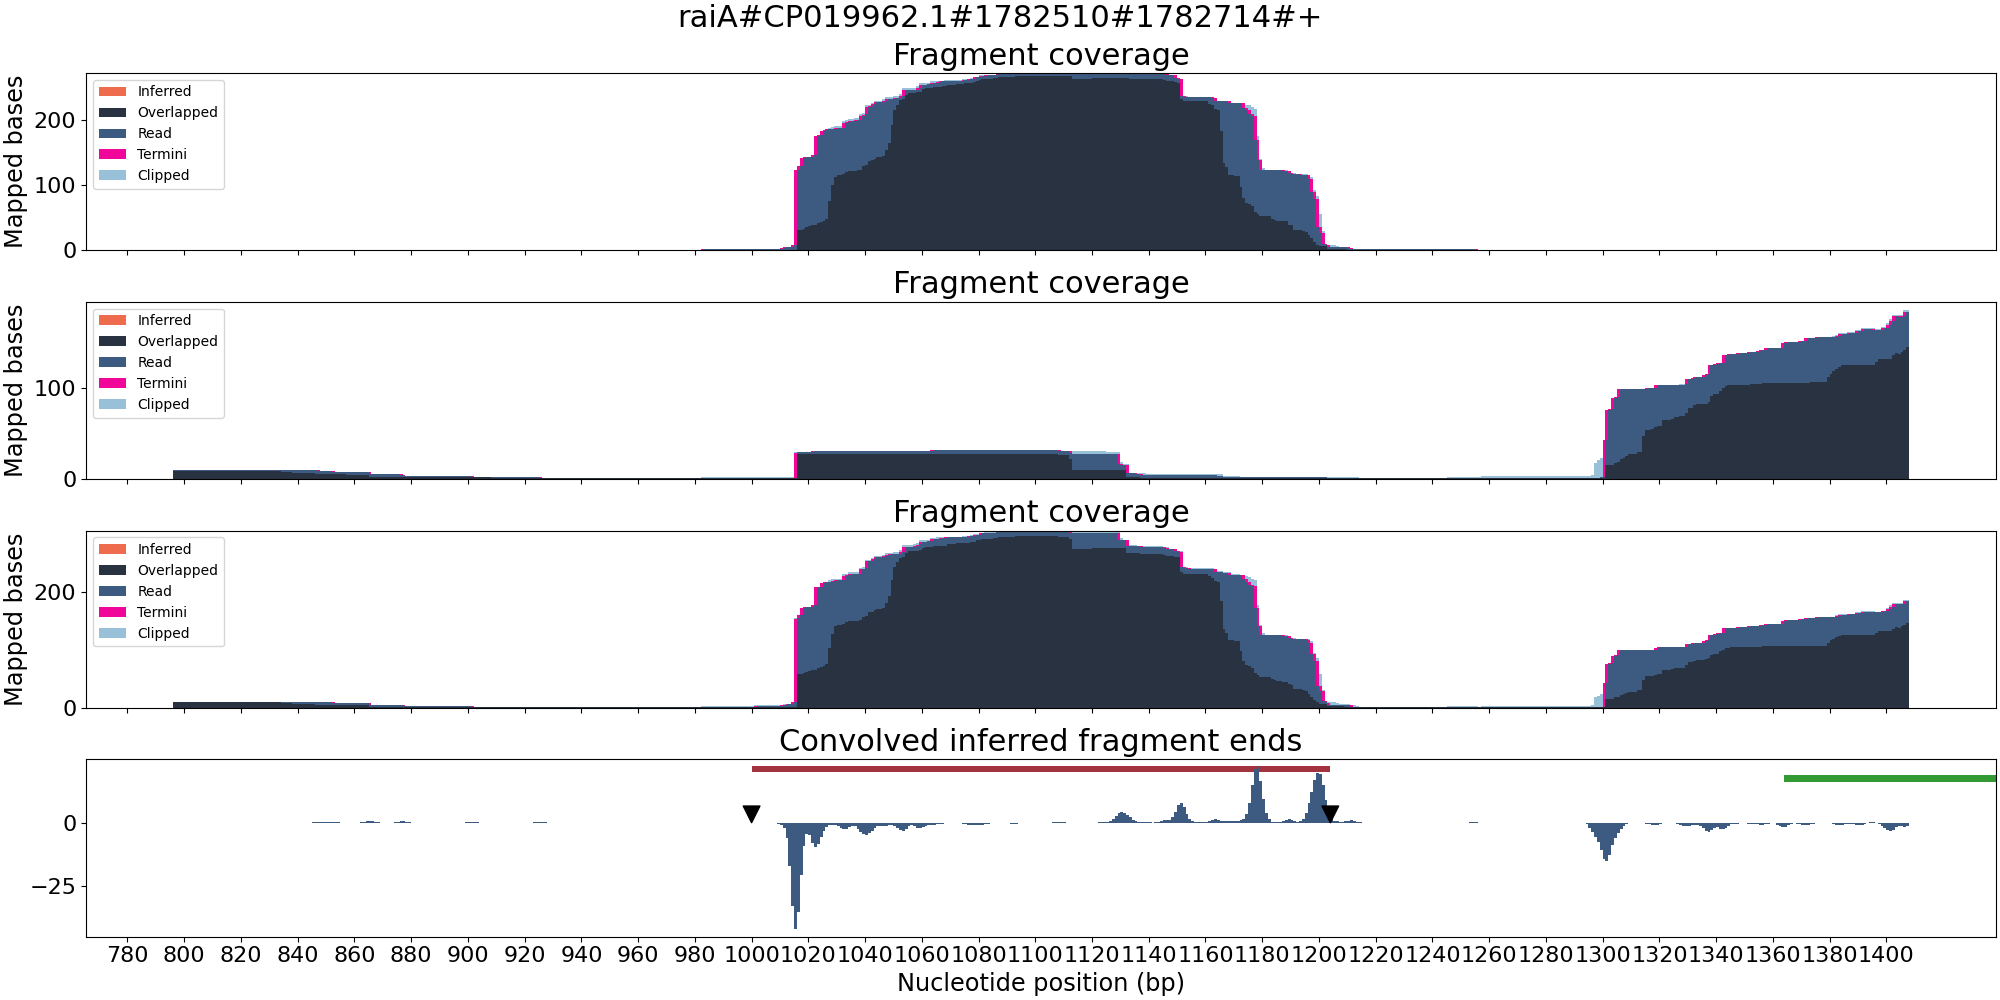 raiA#CP019962.1#1782510#1782714#+
Fragment coverage
Mapped bases
200
100
0
Inferred
Overlapped
Read
Termini
Clipped
Fragment coverage
Mapped bases
100
0
Inferred
Overlapped
Read
Termini
Clipped
Fragment coverage
Mapped bases
200
0
Inferred
Overlapped
Read
Termini
Clipped
Convolved inferred fragment ends
0
−25
780 800 820 840 860 880 900 920 940 960 980 1000 1020 1040 1060 1080 1100 1120 1140 1160 1180 1200 1220 1240 1260 1280 1300 1320 1340 1360 1380 1400
Nucleotide position (bp)